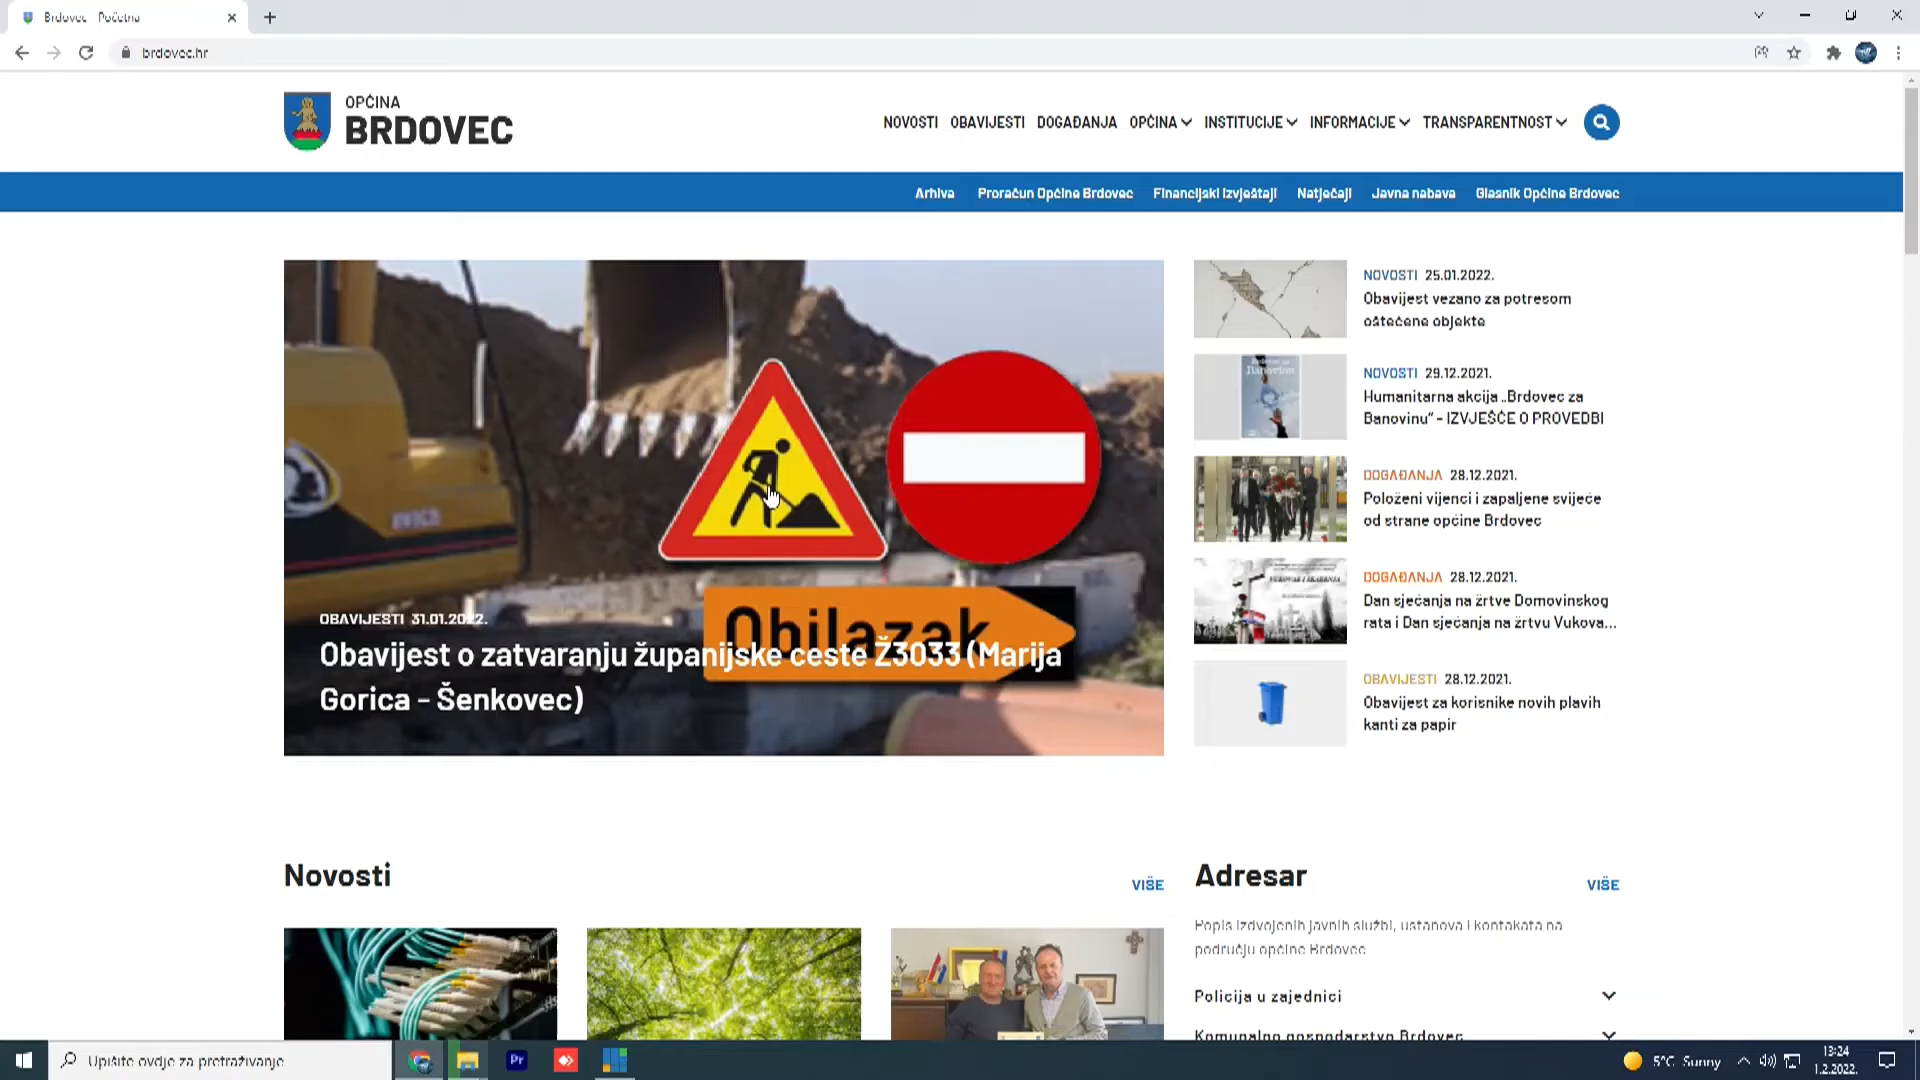 Brdovec - Početna
brdovec.hr
OPĆINA
BRDOVEC
NOVOSTI OBAVIJESTI DOGAĐANJA OPĆINA INSTITUCIJE INFORMACIJE TRANSPARENTNOST
Arhiva Proračun Općine Brdovec Financijski izvještaji Natječaji Javna nabava Glasnik Općine Brdovec
Obilazak
OBAVIJESTI 31.01.2022.
Obavijest o zatvaranju županijske ceste Ž3033 (Marija
Gorica - Šenkovec)
NOVOSTI 25.01.2022.
Obavijest vezano za potresom
oštećene objekte
NOVOSTI 29.12.2021.
Humanitarna akcija „Brdovec za
Banovinu” - IZVJEŠĆE O PROVEDBI
DOGAĐANJA 28.12.2021.
Položeni vijenci i zapaljene svijeće
od strane općine Brdovec
DOGAĐANJA 28.12.2021.
Dan sjećanja na žrtve Domovinskog
rata i Dan sjećanja na žrtvu Vukova...
OBAVIJESTI 28.12.2021.
Obavijest za korisnike novih plavih
kanti za papir
Novosti
VIŠE
Adresar
VIŠE
Popis izdvojenih javnih službi, ustanova i kontakata na
području općine Brdovec
Policija u zajednici
Komunalno gospodarstvo Brdovec
Upišite ovdje za pretraživanje
Pr
5°C Sunny
13:24
1.2.2022.